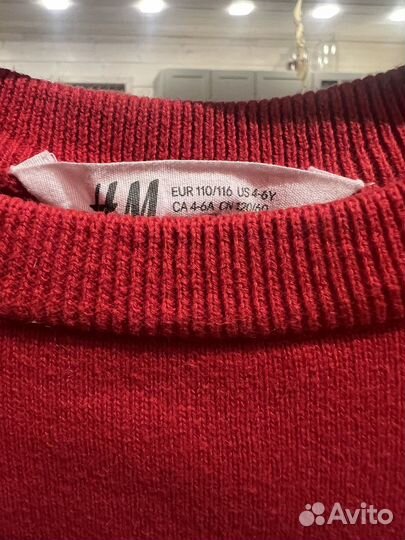 H&M EUR 110/116 US 4-6Y
CA 4-6A CN 120/60
Avito